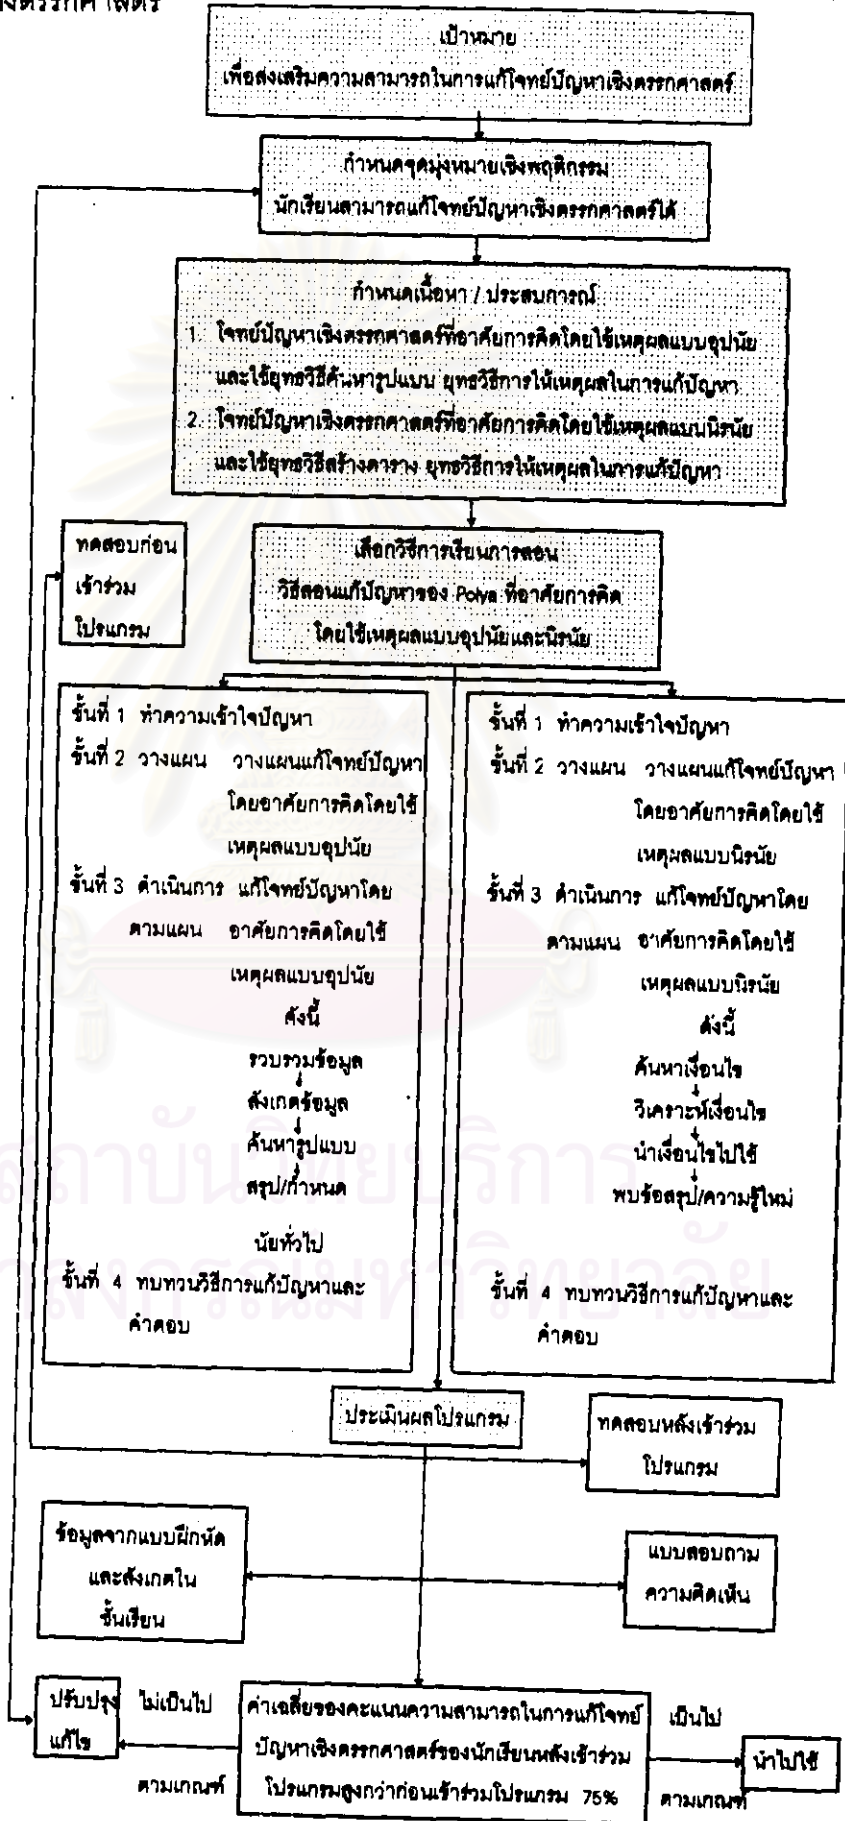 เป้าหมาย
เพื่อส่งเสริมความสามารถในการแก้โจทย์ปัญหาเชิงตรรกศาสตร์
กำหนดจุดมุ่งหมายเชิงพฤติกรรม
นักเรียนสามารถแก้โจทย์ปัญหาเชิงตรรกศาสตร์ได้
กำหนดเนื้อหา / ประสบการณ์
1. โจทย์ปัญหาเชิงตรรกศาสตร์ที่อาศัยการคิดโดยใช้เหตุผลแบบอุปนัย
และใช้ยุทธวิธีค้นหารูปแบบ ยุทธวิธีการให้เหตุผลในการแก้ปัญหา
2. โจทย์ปัญหาเชิงตรรกศาสตร์ที่อาศัยการคิดโดยใช้เหตุผลแบบนิรนัย
และใช้ยุทธวิธีสร้างตาราง ยุทธวิธีการให้เหตุผลในการแก้ปัญหา
ทดสอบก่อน
เข้าร่วม
โปรแกรม
เลือกวิธีการเรียนการสอน
วิธีสอนแก้ปัญหาของ Polya ที่อาศัยการคิด
โดยใช้เหตุผลแบบอุปนัยและนิรนัย
ขั้นที่ 1 ทำความเข้าใจปัญหา
ขั้นที่ 2 วางแผน วางแผนแก้โจทย์ปัญหา
โดยอาศัยการคิดโดยใช้
เหตุผลแบบอุปนัย
ขั้นที่ 3 ดำเนินการ แก้โจทย์ปัญหาโดย
ตามแผน อาศัยการคิดโดยใช้
เหตุผลแบบอุปนัย
ดังนี้
รวบรวมข้อมูล
สังเกตข้อมูล
ค้นหารูปแบบ
สรุป/กำหนด
นัยทั่วไป
ขั้นที่ 4 ทบทวนวิธีการแก้ปัญหาและ
คำตอบ
ขั้นที่ 1 ทำความเข้าใจปัญหา
ขั้นที่ 2 วางแผน วางแผนแก้โจทย์ปัญหา
โดยอาศัยการคิดโดยใช้
เหตุผลแบบนิรนัย
ขั้นที่ 3 ดำเนินการ แก้โจทย์ปัญหาโดย
ตามแผน อาศัยการคิดโดยใช้
เหตุผลแบบนิรนัย
ดังนี้
ค้นหาเงื่อนไข
วิเคราะห์เงื่อนไข
นำเงื่อนไขไปใช้
พบข้อสรุป/ความรู้ใหม่
ขั้นที่ 4 ทบทวนวิธีการแก้ปัญหาและ
คำตอบ
ประเมินผลโปรแกรม
ทดสอบหลังเข้าร่วม
โปรแกรม
ข้อมูลจากแบบฝึกหัด
และสังเกตใน
ชั้นเรียน
แบบสอบถาม
ความคิดเห็น
ปรับปรุง
แก้ไข
ไม่เป็นไป
ตามเกณฑ์
ค่าเฉลี่ยของคะแนนความสามารถในการแก้โจทย์
ปัญหาเชิงตรรกศาสตร์ของนักเรียนหลังเข้าร่วม
โปรแกรมสูงกว่าก่อนเข้าร่วมโปรแกรม 75%
เป็นไป
ตามเกณฑ์
นำไปใช้